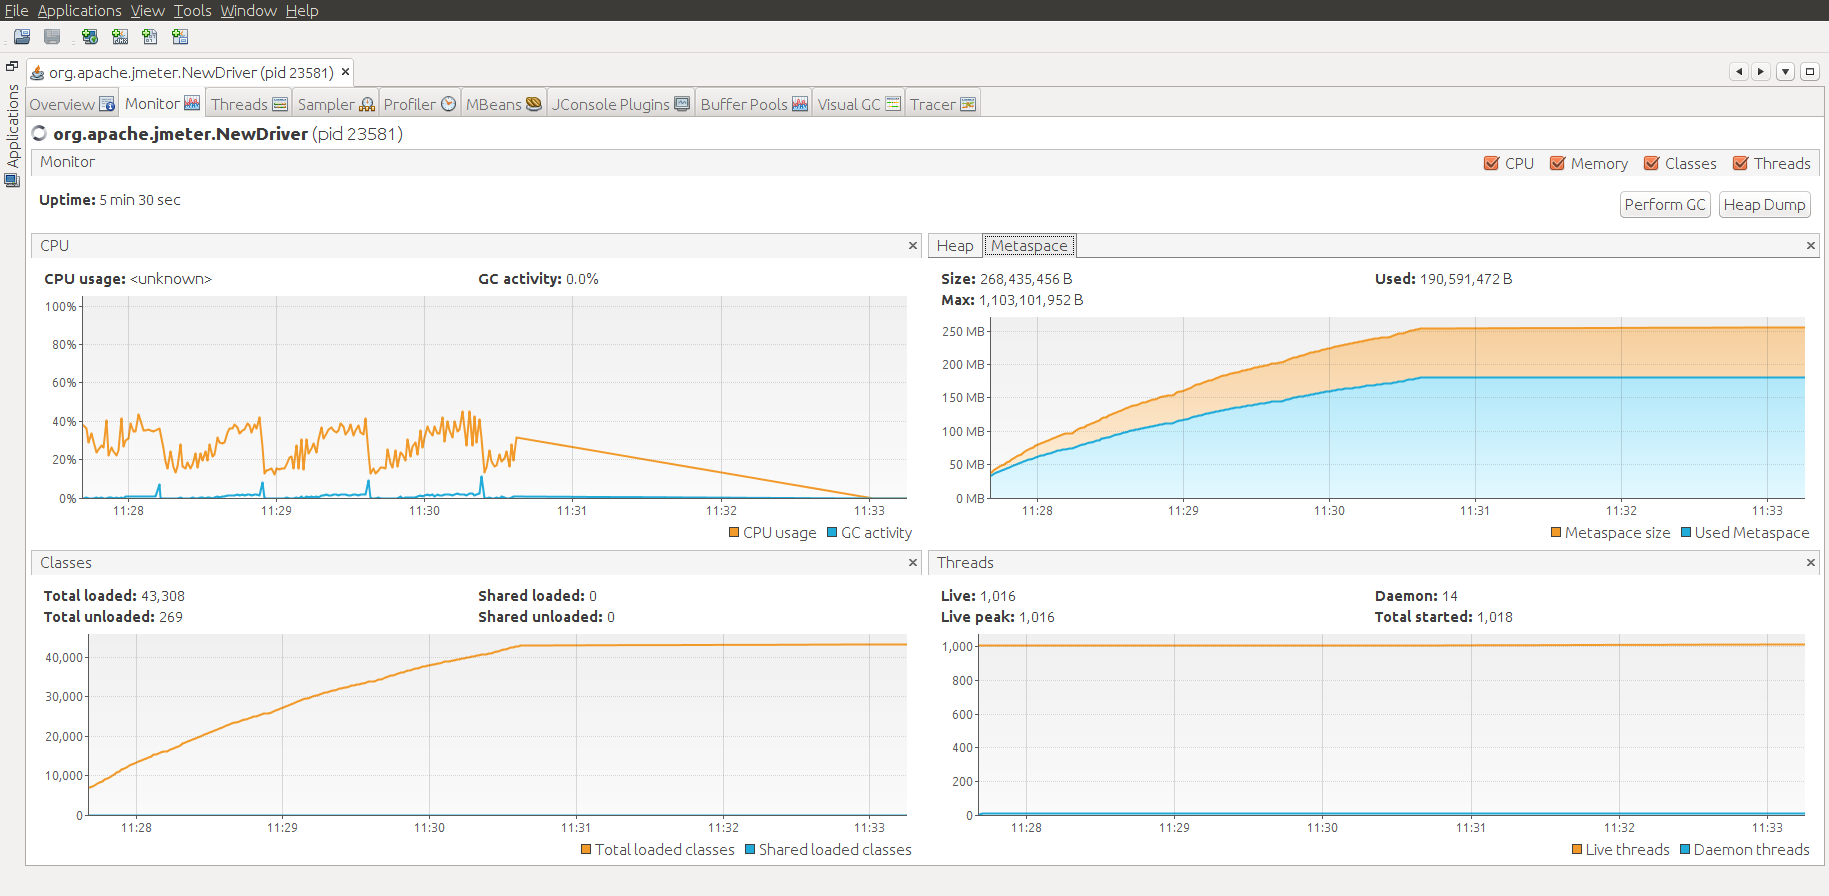 File Applications View Tools Window Help
Applications
org.apache.jmeter.NewDriver (pid 23581)
Overview Monitor Threads Sampler Profiler MBeans JConsole Plugins Buffer Pools Visual GC Tracer
org.apache.jmeter.NewDriver (pid 23581)
Monitor CPU Memory Classes Threads
Uptime: 5 min 30 sec Perform GC Heap Dump
CPU
CPU usage: <unknown> GC activity: 0.0%
100%
80%
60%
40%
20%
0%
11:28 11:29 11:30 11:31 11:32 11:33
CPU usage GC activity
Heap Metaspace
Size: 268,435,456 B Used: 190,591,472 B
Max: 1,103,101,952 B
250 MB
200 MB
150 MB
100 MB
50 MB
0 MB
11:28 11:29 11:30 11:31 11:32 11:33
Metaspace size Used Metaspace
Classes
Total loaded: 43,308 Shared loaded: 0
Total unloaded: 269 Shared unloaded: 0
40,000
30,000
20,000
10,000
0
11:28 11:29 11:30 11:31 11:32 11:33
Total loaded classes Shared loaded classes
Threads
Live: 1,016 Daemon: 14
Live peak: 1,016 Total started: 1,018
1,000
800
600
400
200
0
11:28 11:29 11:30 11:31 11:32 11:33
Live threads Daemon threads